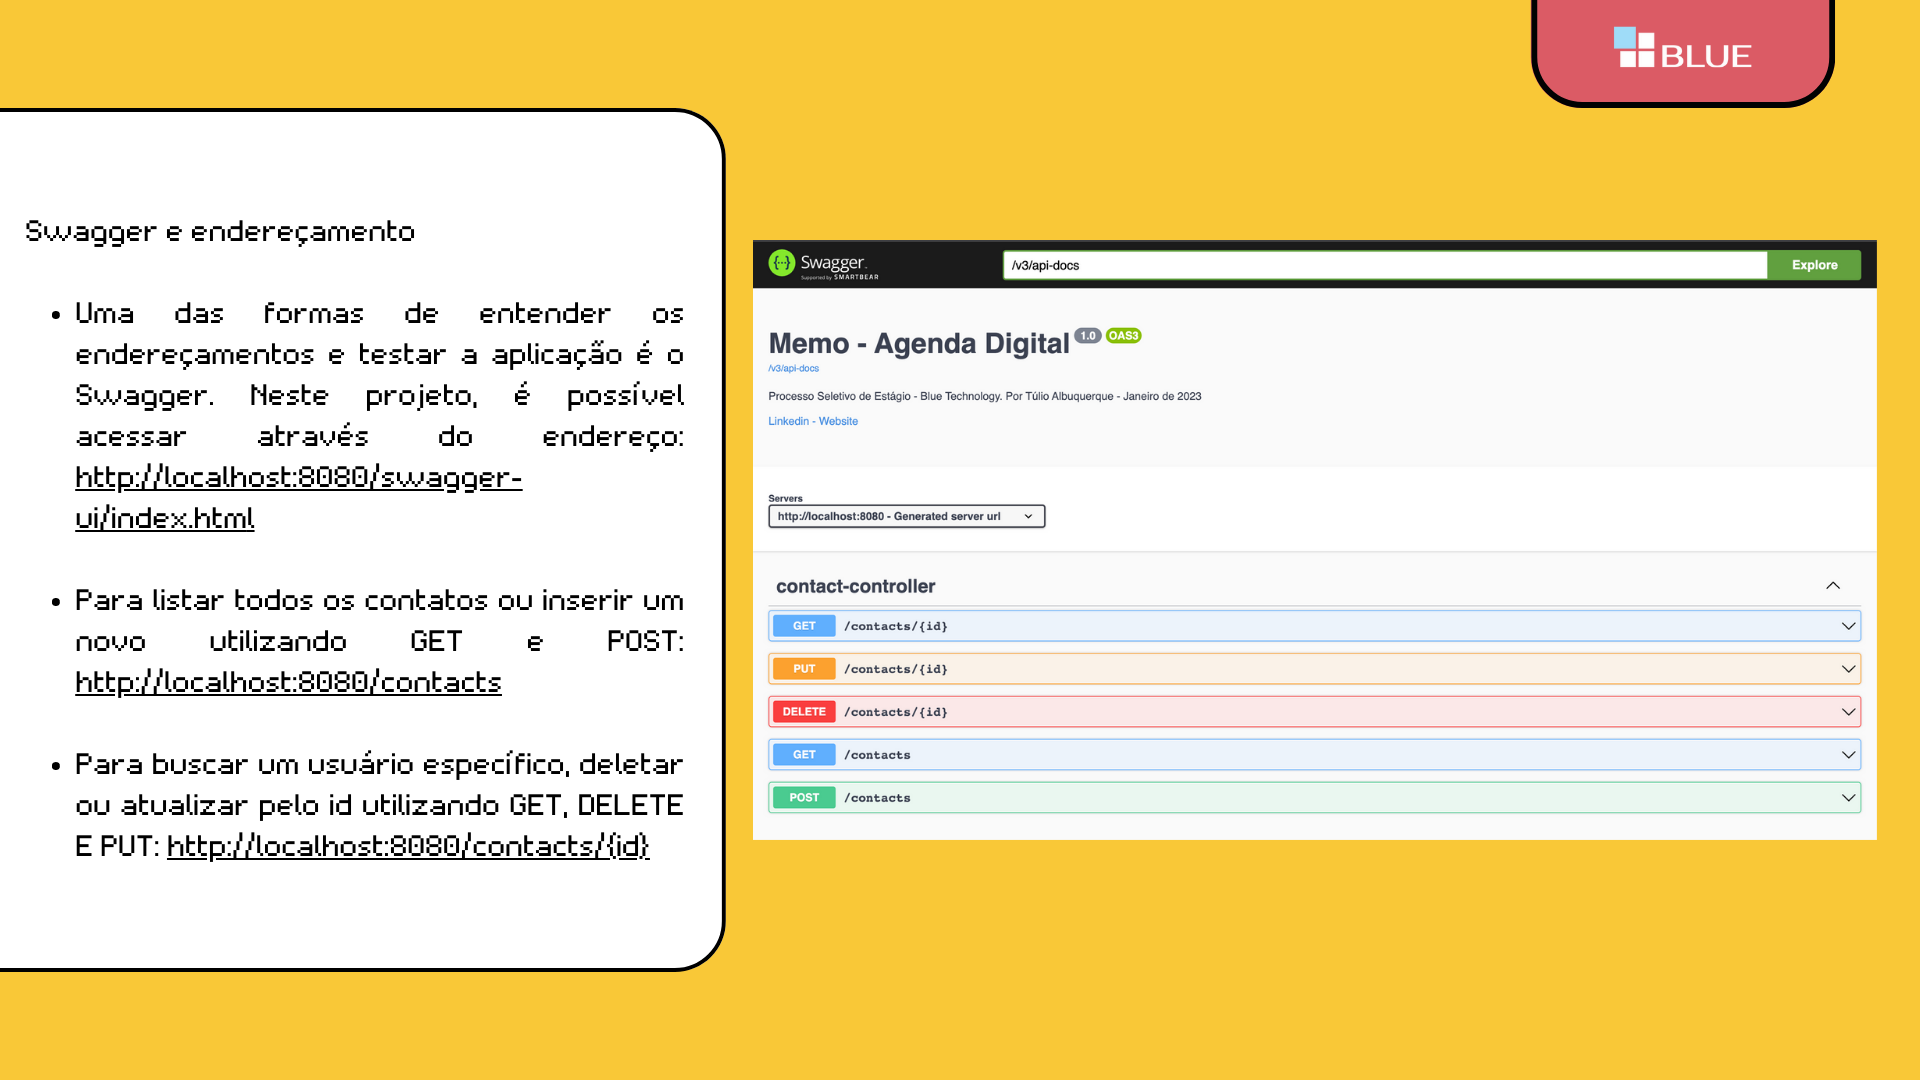 BLUE
Swagger e endereçamento
Uma das formas de entender os
endereçamentos e testar a aplicação é o
Swagger. Neste projeto, é possível
acessar através do endereço:
http://localhost:8080/swagger-
ui/index.html
Para listar todos os contatos ou inserir um
novo utilizando GET e POST:
http://localhost:8080/contacts
Para buscar um usuário específico, deletar
ou atualizar pelo id utilizando GET, DELETE
E PUT: http://localhost:8080/contacts/{id}
{···} Swagger.
Supported by SMARTBEAR
/v3/api-docs
Explore
Memo - Agenda Digital 1.0 OAS3
/v3/api-docs
Processo Seletivo de Estágio - Blue Technology. Por Túlio Albuquerque - Janeiro de 2023
Linkedin - Website
Servers
http://localhost:8080 - Generated server url
contact-controller
GET /contacts/{id}
PUT /contacts/{id}
DELETE /contacts/{id}
GET /contacts
POST /contacts